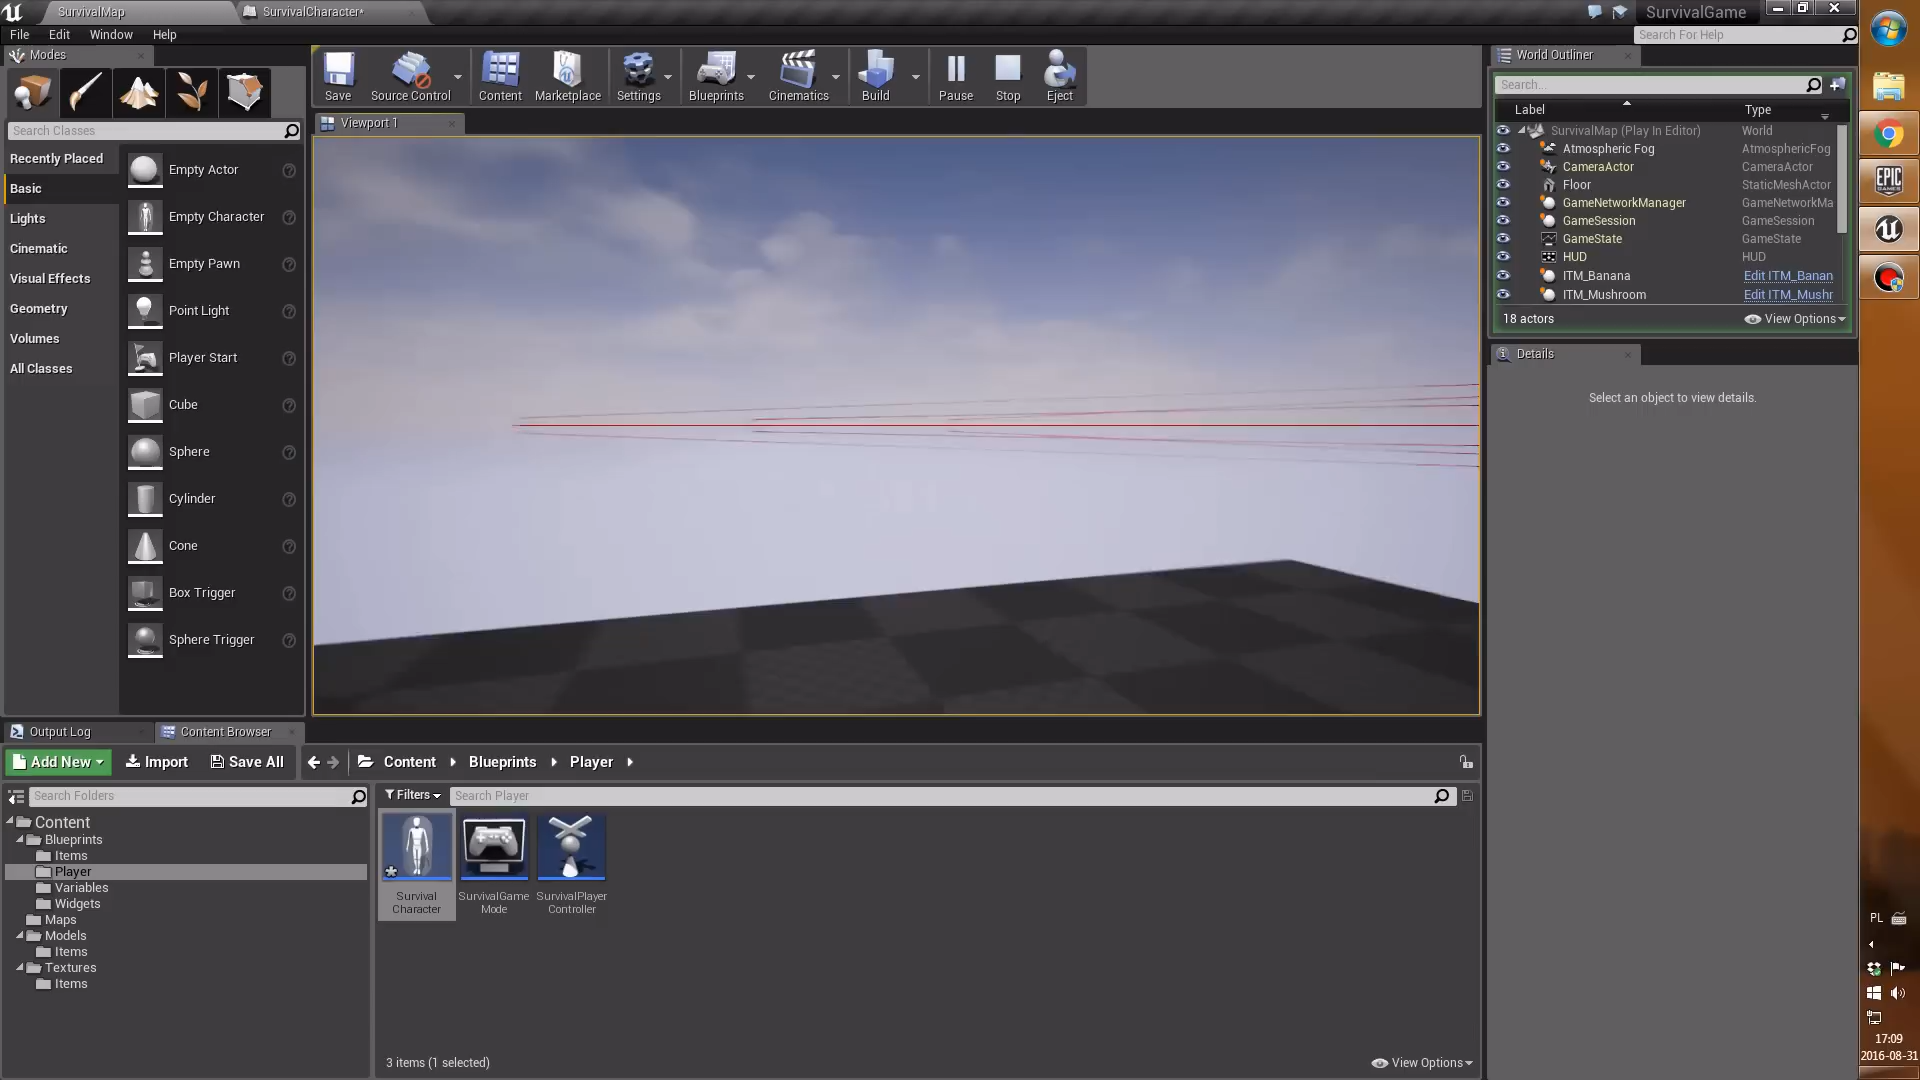 SurvivalMap
SurvivalCharacter*
SurvivalGame
File Edit Window Help
Search For Help
Modes
Search Classes
Recently Placed
Basic
Lights
Cinematic
Visual Effects
Geometry
Volumes
All Classes
Empty Actor
Empty Character
Empty Pawn
Point Light
Player Start
Cube
Sphere
Cylinder
Cone
Box Trigger
Sphere Trigger
Save
Source Control
Content
Marketplace
Settings
Blueprints
Cinematics
Build
Pause
Stop
Eject
Viewport 1
World Outliner
Search...
Label Type
SurvivalMap (Play In Editor) World
Atmospheric Fog AtmosphericFog
CameraActor CameraActor
Floor StaticMeshActor
GameNetworkManager GameNetworkMa
GameSession GameSession
GameState GameState
HUD HUD
ITM_Banana Edit ITM_Banan
ITM_Mushroom Edit ITM_Mushr
18 actors View Options
Details
Select an object to view details.
Output Log
Content Browser
Add New Import Save All
Content Blueprints Player
Search Folders
Content
Blueprints
Items
Player
Variables
Widgets
Maps
Models
Items
Textures
Items
Filters
Search Player
Survival
Character
SurvivalGame
Mode
SurvivalPlayer
Controller
3 items (1 selected)
View Options
EPIC
GAMES
PL
17:09
2016-08-31